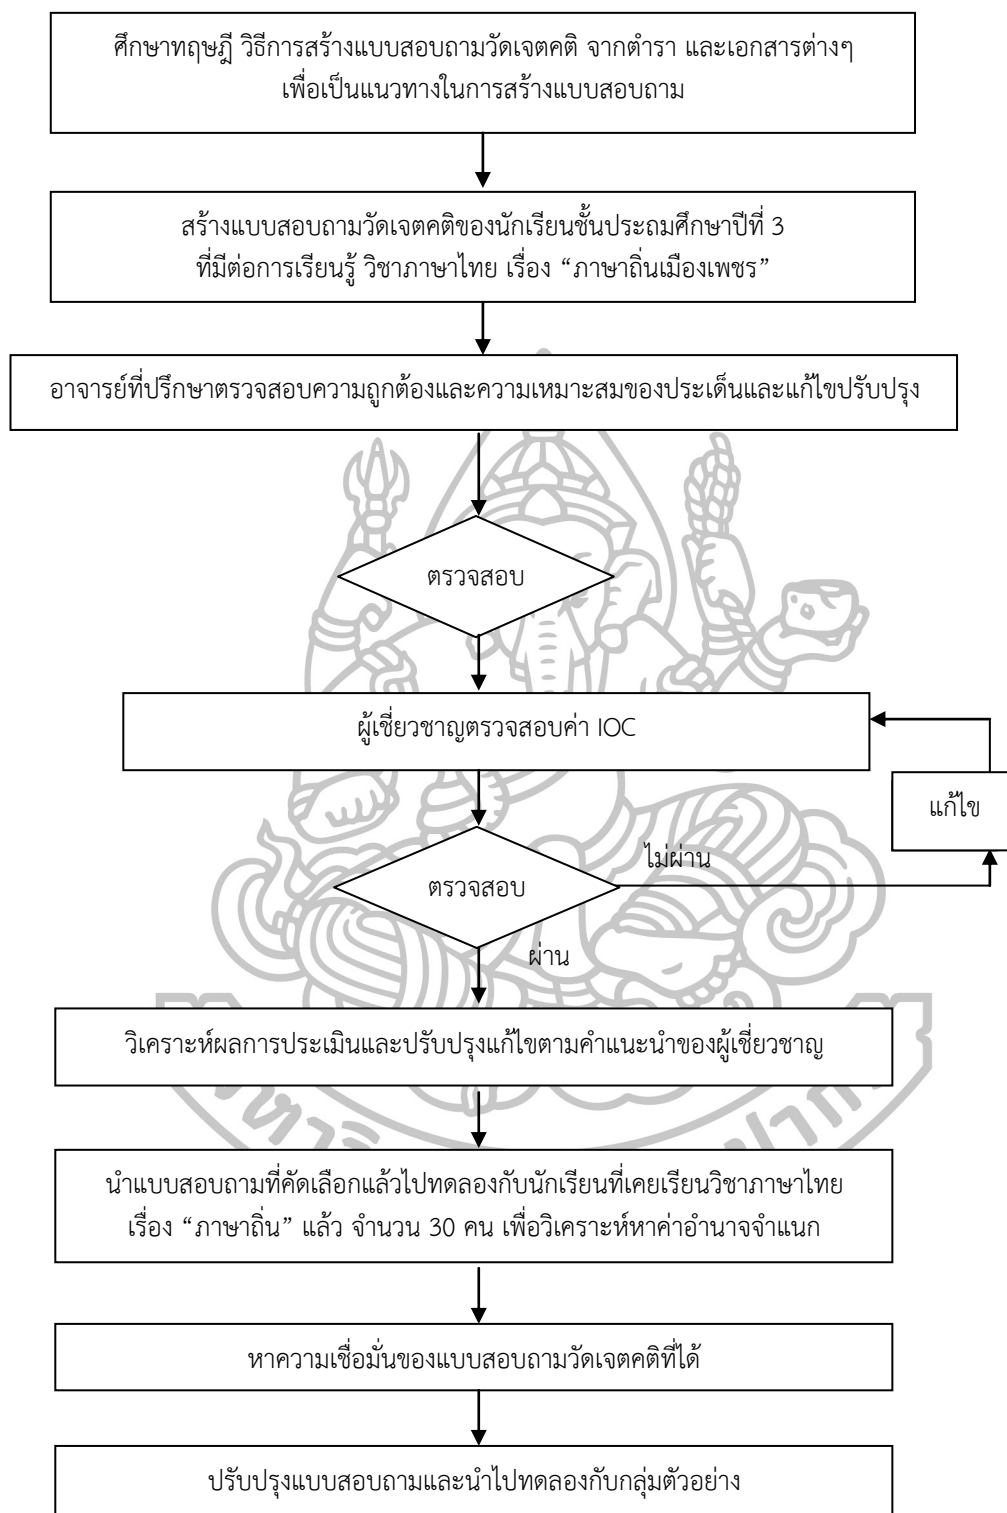 ศึกษาทฤษฎี วิธีการสร้างแบบสอบถามวัดเจตคติ จากตำรา และเอกสารต่างๆ
เพื่อเป็นแนวทางในการสร้างแบบสอบถาม
สร้างแบบสอบถามวัดเจตคติของนักเรียนชั้นประถมศึกษาปีที่ 3
ที่มีต่อการเรียนรู้ วิชาภาษาไทย เรื่อง “ภาษาถิ่นเมืองเพชร”
อาจารย์ที่ปรึกษาตรวจสอบความถูกต้องและความเหมาะสมของประเด็นและแก้ไขปรับปรุง
ตรวจสอบ
ผู้เชี่ยวชาญตรวจสอบค่า IOC
แก้ไข
ไม่ผ่าน
ตรวจสอบ
ผ่าน
วิเคราะห์ผลการประเมินและปรับปรุงแก้ไขตามคำแนะนำของผู้เชี่ยวชาญ
นำแบบสอบถามที่คัดเลือกแล้วไปทดลองกับนักเรียนที่เคยเรียนวิชาภาษาไทย
เรื่อง “ภาษาถิ่น” แล้ว จำนวน 30 คน เพื่อวิเคราะห์หาค่าอำนาจจำแนก
หาความเชื่อมั่นของแบบสอบถามวัดเจตคติที่ได้
ปรับปรุงแบบสอบถามและนำไปทดลองกับกลุ่มตัวอย่าง